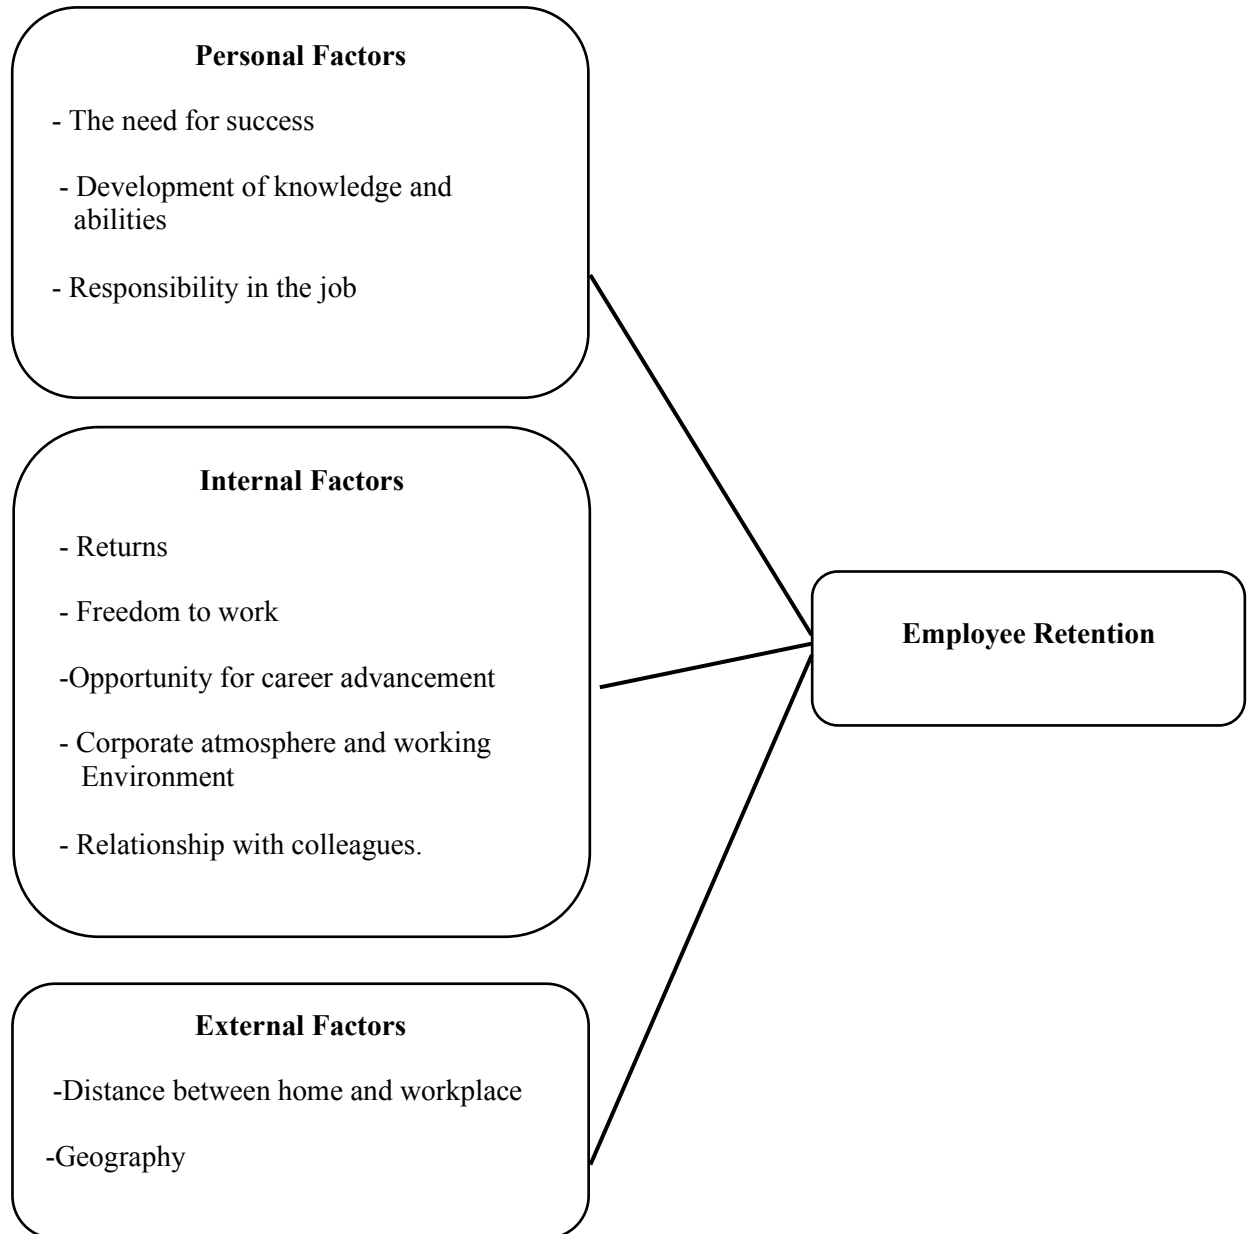 Personal Factors
- The need for success
- Development of knowledge and
abilities
- Responsibility in the job
Internal Factors
- Returns
- Freedom to work
-Opportunity for career advancement
- Corporate atmosphere and working
Environment
- Relationship with colleagues.
External Factors
-Distance between home and workplace
-Geography
Employee Retention